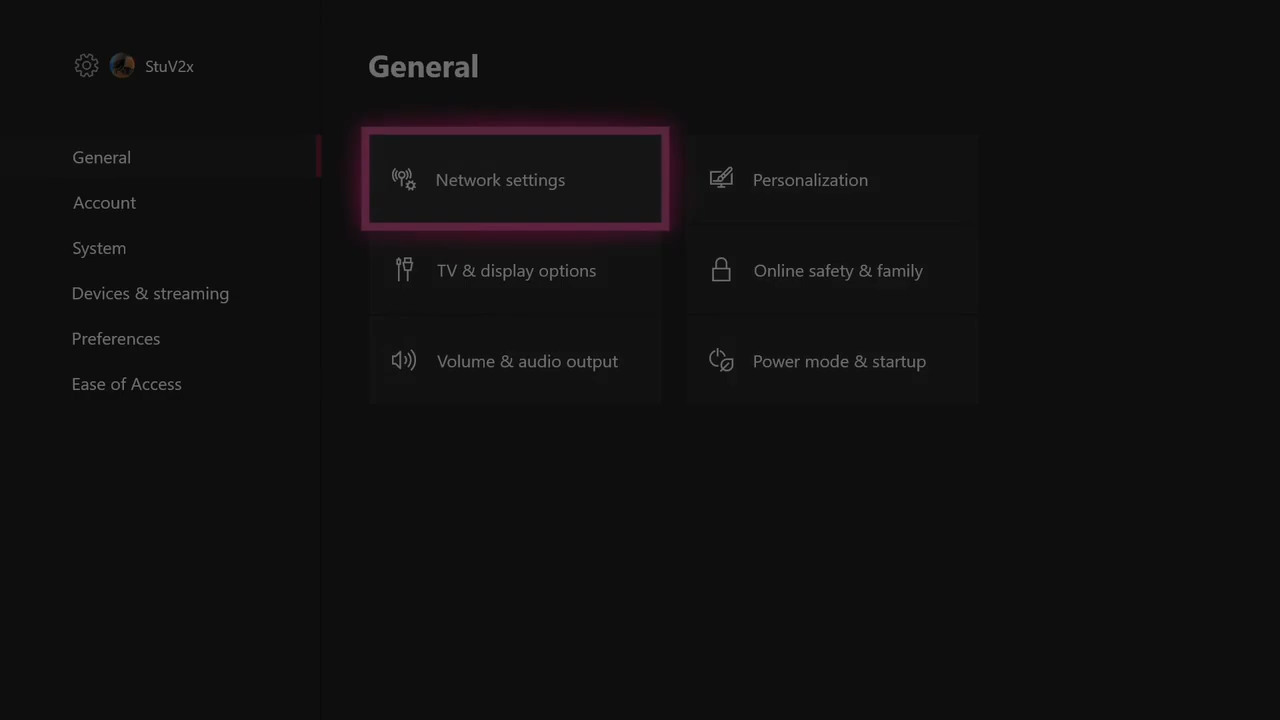 StuV2x
General
Account
System
Devices & streaming
Preferences
Ease of Access
General
Network settings
Personalization
TV & display options
Online safety & family
Volume & audio output
Power mode & startup